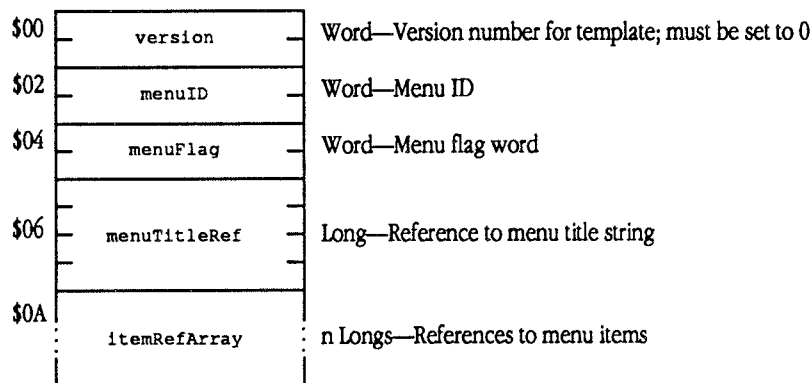 $00 version Word—Version number for template; must be set to 0
$02 menuID Word—Menu ID
$04 menuFlag Word—Menu flag word
$06 menuTitleRef Long—Reference to menu title string
$0A
itemRefArray n Longs—References to menu items